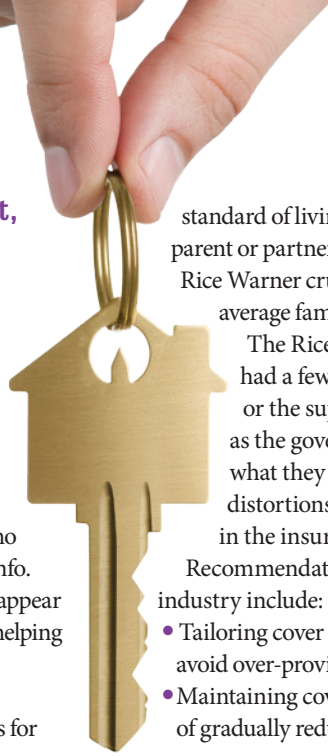 t,
no
nfo.
appear
helping
s for
standard of livin
parent or partner
Rice Warner cru
average fam
The Rice
had a few
or the su
as the gove
what they
distortions
in the insur
Recommendat
industry include:
• Tailoring cover
avoid over-provi
• Maintaining cov
of gradually red